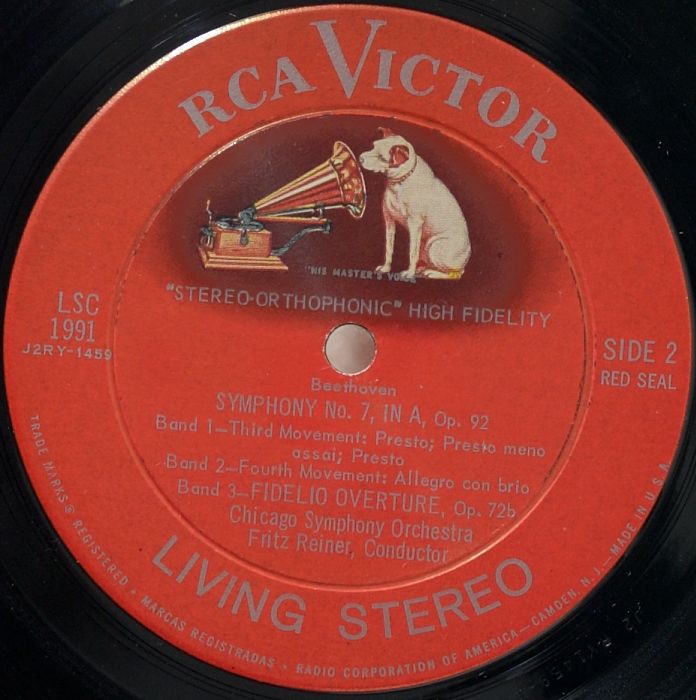 RCA VICTOR
"HIS MASTER'S VOICE"
"STEREO-ORTHOPHONIC" HIGH FIDELITY
LSC
1991
J2RY-1459
SIDE 2
RED SEAL
Beethoven
SYMPHONY No. 7, IN A, Op. 92
Band 1—Third Movement: Presto; Presto meno
assai; Presto
Band 2—Fourth Movement: Allegro con brio
Band 3—FIDELIO OVERTURE, Op. 72b
Chicago Symphony Orchestra
Fritz Reiner, Conductor
LIVING STEREO
TRADE MARKS ® REGISTERED • MARCAS REGISTRADAS • RADIO CORPORATION OF AMERICA—CAMDEN, N. J.—MADE IN U.S.A.